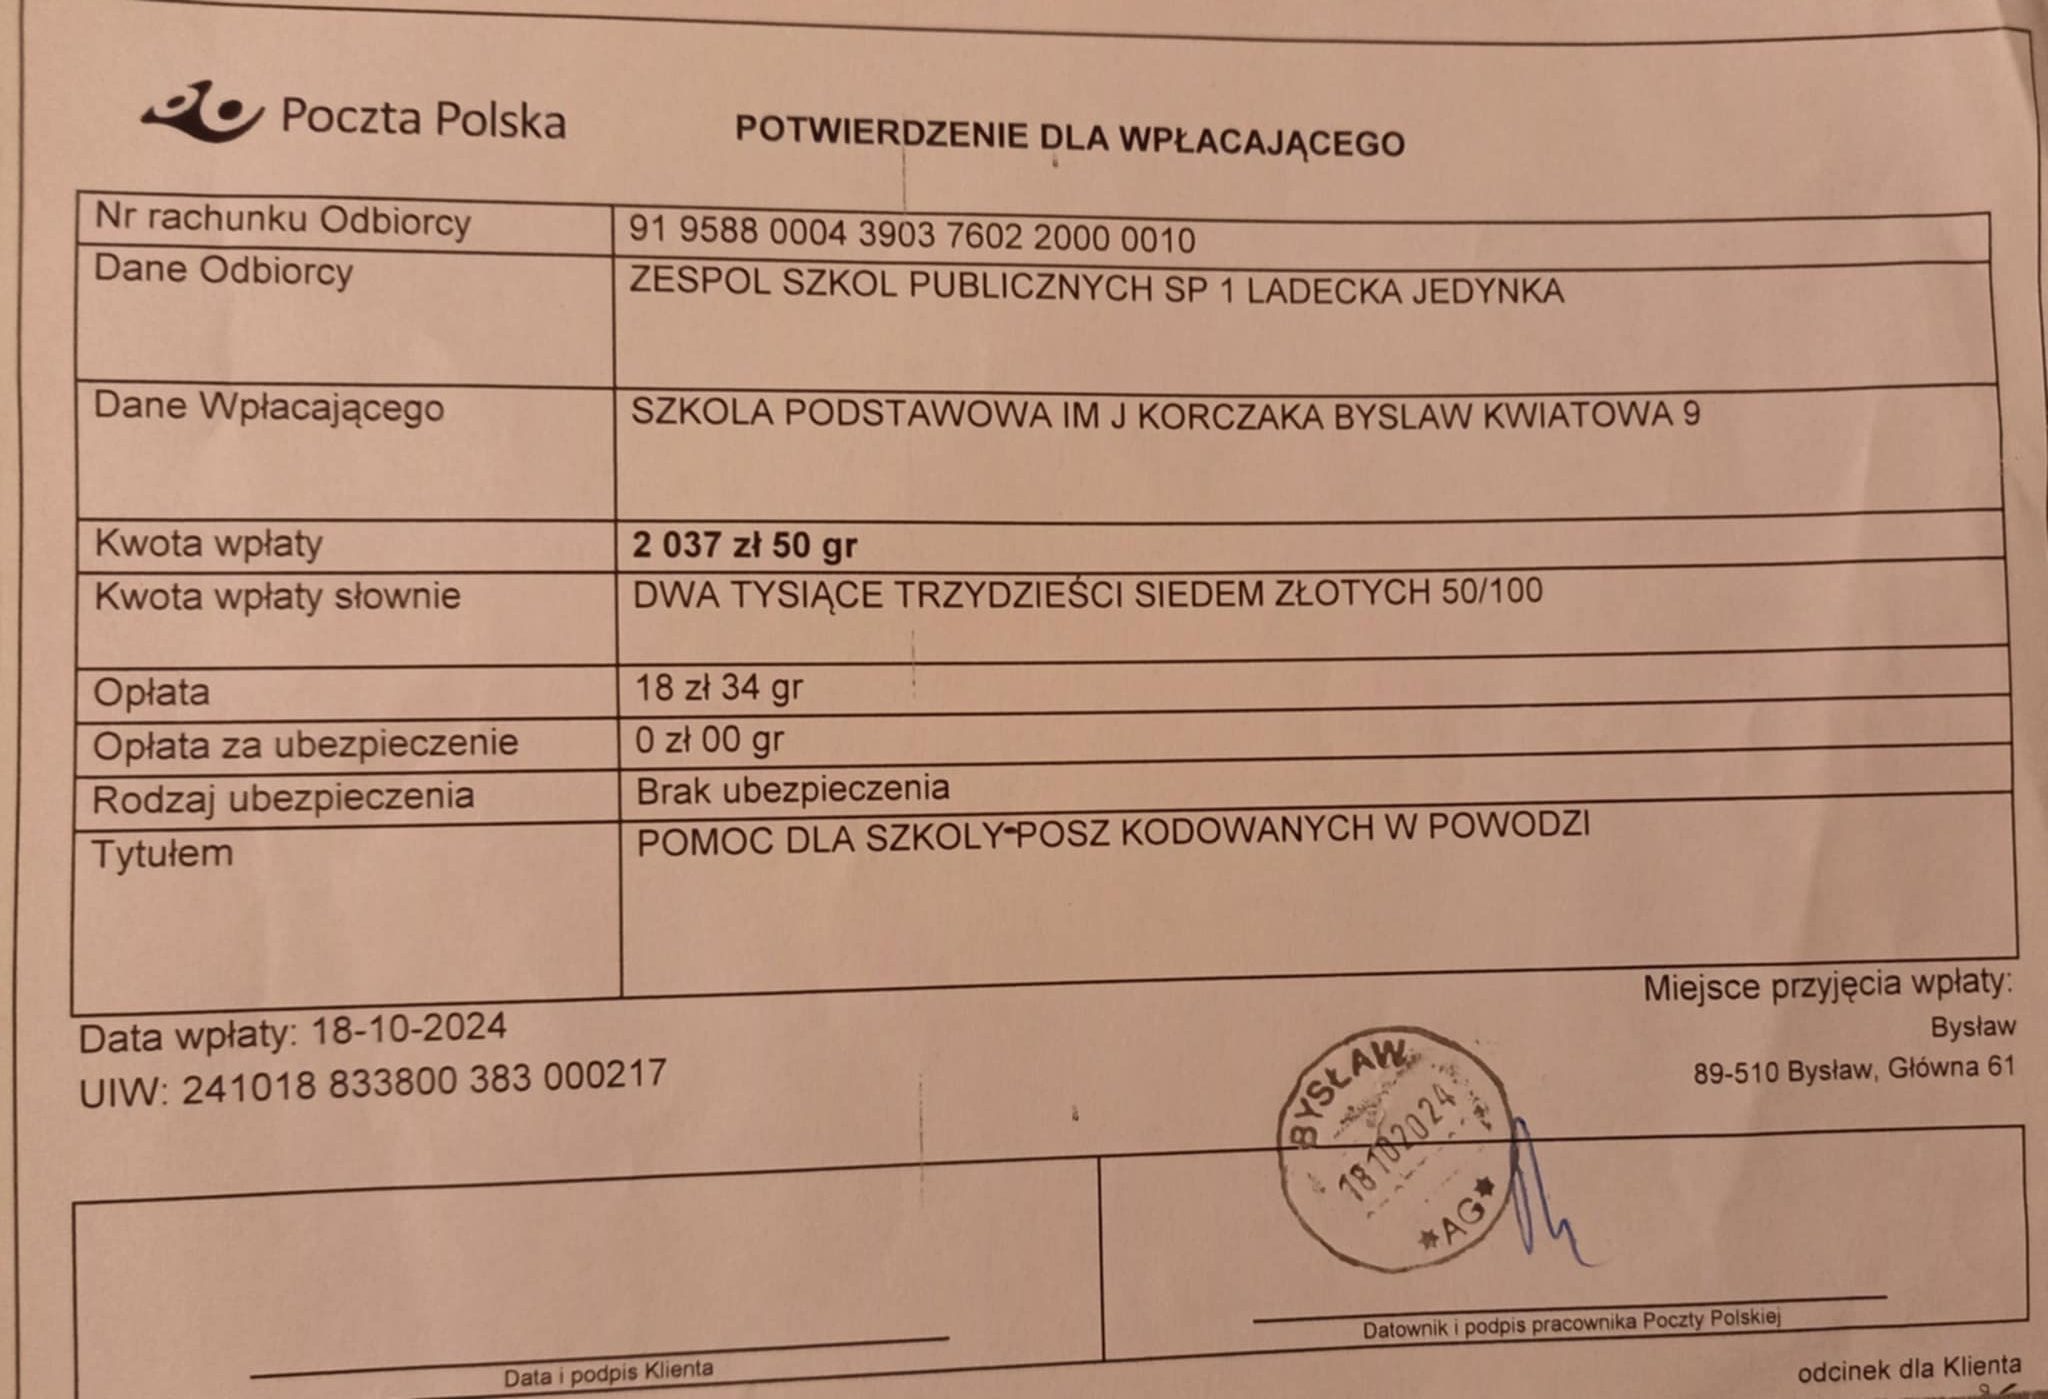 Poczta Polska
POTWIERDZENIE DLA WPŁACAJĄCEGO
Nr rachunku Odbiorcy 91 9588 0004 3903 7602 2000 0010
Dane Odbiorcy ZESPOL SZKOL PUBLICZNYCH SP 1 LADECKA JEDYNKA
Dane Wpłacającego SZKOLA PODSTAWOWA IM J KORCZAKA BYSLAW KWIATOWA 9
Kwota wpłaty 2 037 zł 50 gr
Kwota wpłaty słownie DWA TYSIĄCE TRZYDZIEŚCI SIEDEM ZŁOTYCH 50/100
Opłata 18 zł 34 gr
Opłata za ubezpieczenie 0 zł 00 gr
Rodzaj ubezpieczenia Brak ubezpieczenia
Tytułem POMOC DLA SZKOLY-POSZ KODOWANYCH W POWODZI
Data wpłaty: 18-10-2024
UIW: 241018 833800 383 000217
Miejsce przyjęcia wpłaty:
Bysław
89-510 Bysław, Główna 61
BYSŁAW
18102024
*AG*
Data i podpis Klienta
Datownik i podpis pracownika Poczty Polskiej
odcinek dla Klienta